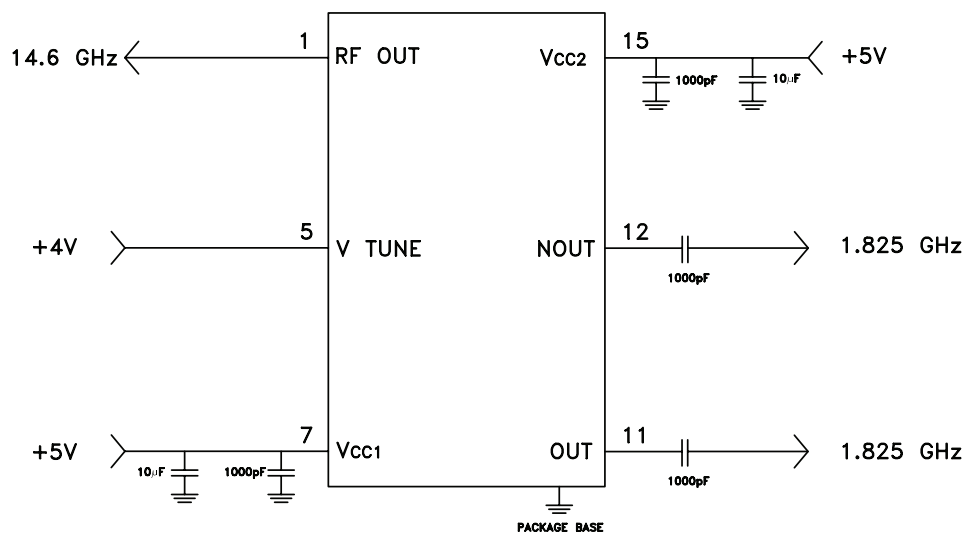 1
15
14.6 GHz
RF OUT
Vcc2
+5V
1000pF
10μF
5
12
+4V
V TUNE
NOUT
1.825 GHz
1000pF
7
11
+5V
Vcc1
OUT
1.825 GHz
10μF
1000pF
1000pF
PACKAGE BASE